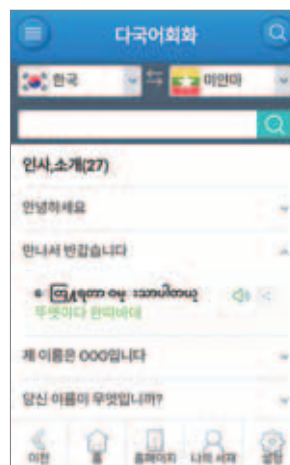 다국어회화
한국 미얀마
인사,소개(27)
안녕하세요
만나서 반갑습니다
제 이름은 OOO입니다
당신 이름이 무엇입니까?
이전 홈 홈페이지 나의 서재 설정